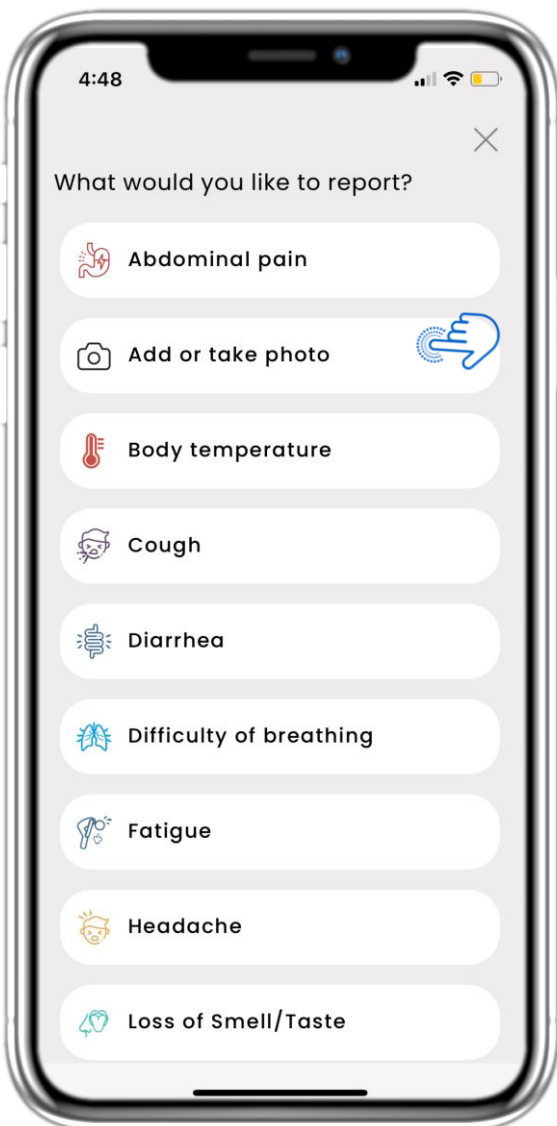 4:48
What would you like to report?
Abdominal pain
Add or take photo
Body temperature
Cough
Diarrhea
Difficulty of breathing
Fatigue
Headache
Loss of Smell/Taste